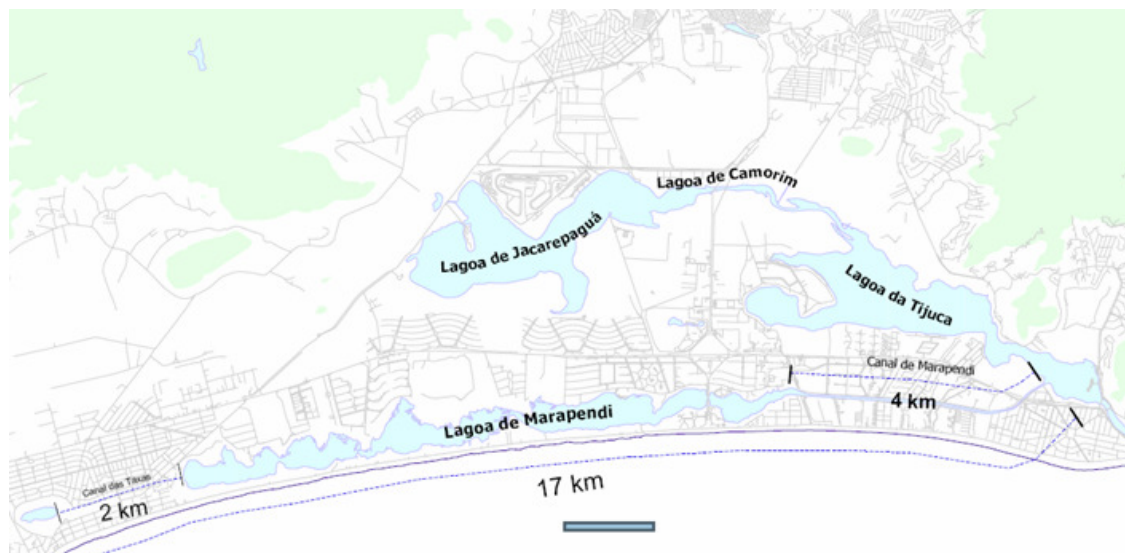 Lagoa de Camorim
Lagoa de Jacarepaguá
Lagoa da Tijuca
Canal de Marapendi
4 km
Lagoa de Marapendi
Canal das Taxas
2 km
17 km